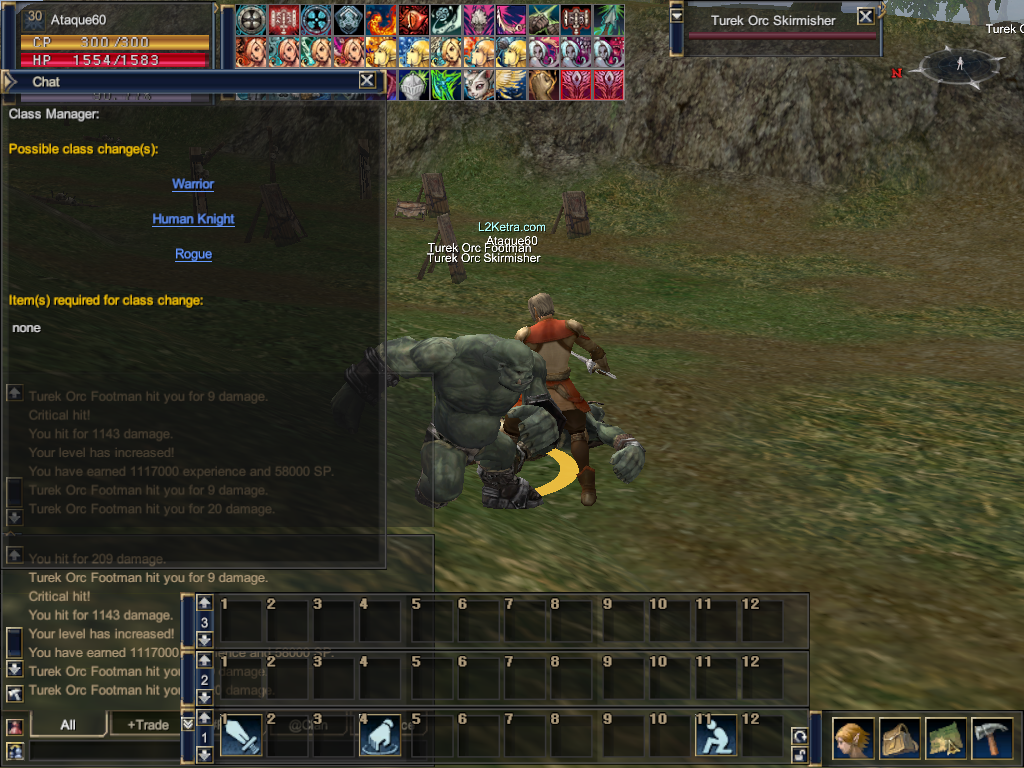 30 Ataque60
CP 300/300
HP 1554/1583
Turek Orc Skirmisher
Turek O
N
Chat
Class Manager:
Possible class change(s):
Warrior
Human Knight
Rogue
Item(s) required for class change:
none
L2Ketra.com
Ataque60
Turek Orc Footman
Turek Orc Skirmisher
Turek Orc Footman hit you for 9 damage.
Critical hit!
You hit for 1143 damage.
Your level has increased!
You have earned 1117000 experience and 58000 SP.
Turek Orc Footman hit you for 9 damage.
Turek Orc Footman hit you for 20 damage.
You hit for 209 damage.
Turek Orc Footman hit you for 9 damage.
Critical hit!
You hit for 1143 damage.
Your level has increased!
You have earned 1117000 experience and 58000 SP.
Turek Orc Footman hit you damage.
Turek Orc Footman hit you damage.
3 1 2 3 4 5 6 7 8 9 10 11 12
2 1 2 3 4 5 6 7 8 9 10 11 12
1 1 2 3 4 5 6 7 8 9 10 11 12
All +Trade @Clan